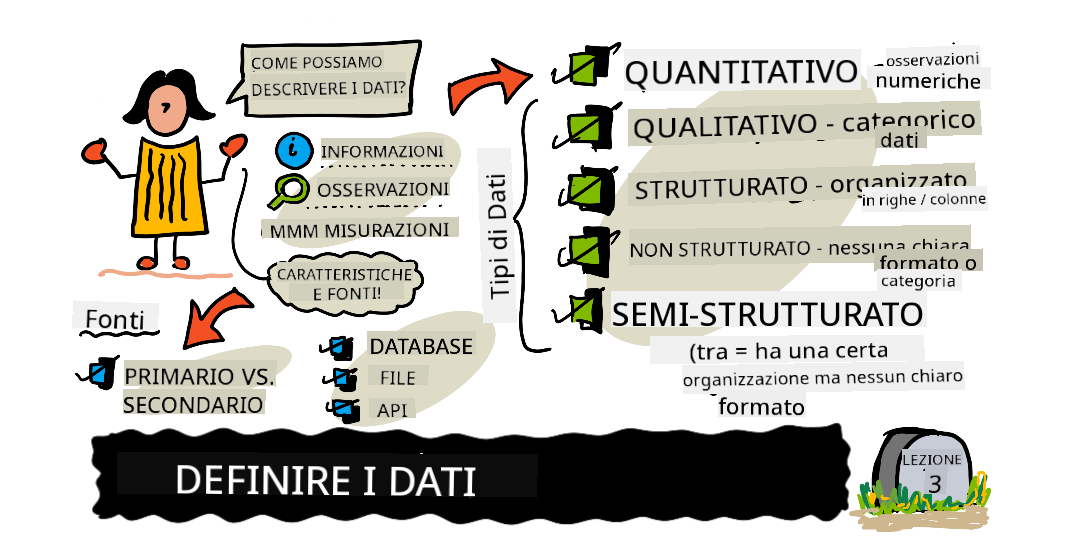 COME POSSIAMO
DESCRIVERE I DATI?
INFORMAZIONI
OSSERVAZIONI
MMM MISURAZIONI
CARATTERISTICHE
E FONTI!
Fonti
PRIMARIO VS.
SECONDARIO
DATABASE
FILE
API
Tipi di Dati
QUANTITATIVO
osservazioni
numeriche
QUALITATIVO - categorico
dati
STRUTTURATO - organizzato
in righe / colonne
NON STRUTTURATO - nessuna chiara
formato o
categoria
SEMI-STRUTTURATO
(tra = ha una certa
organizzazione ma nessun chiaro
formato
DEFINIRE I DATI
LEZIONE
3